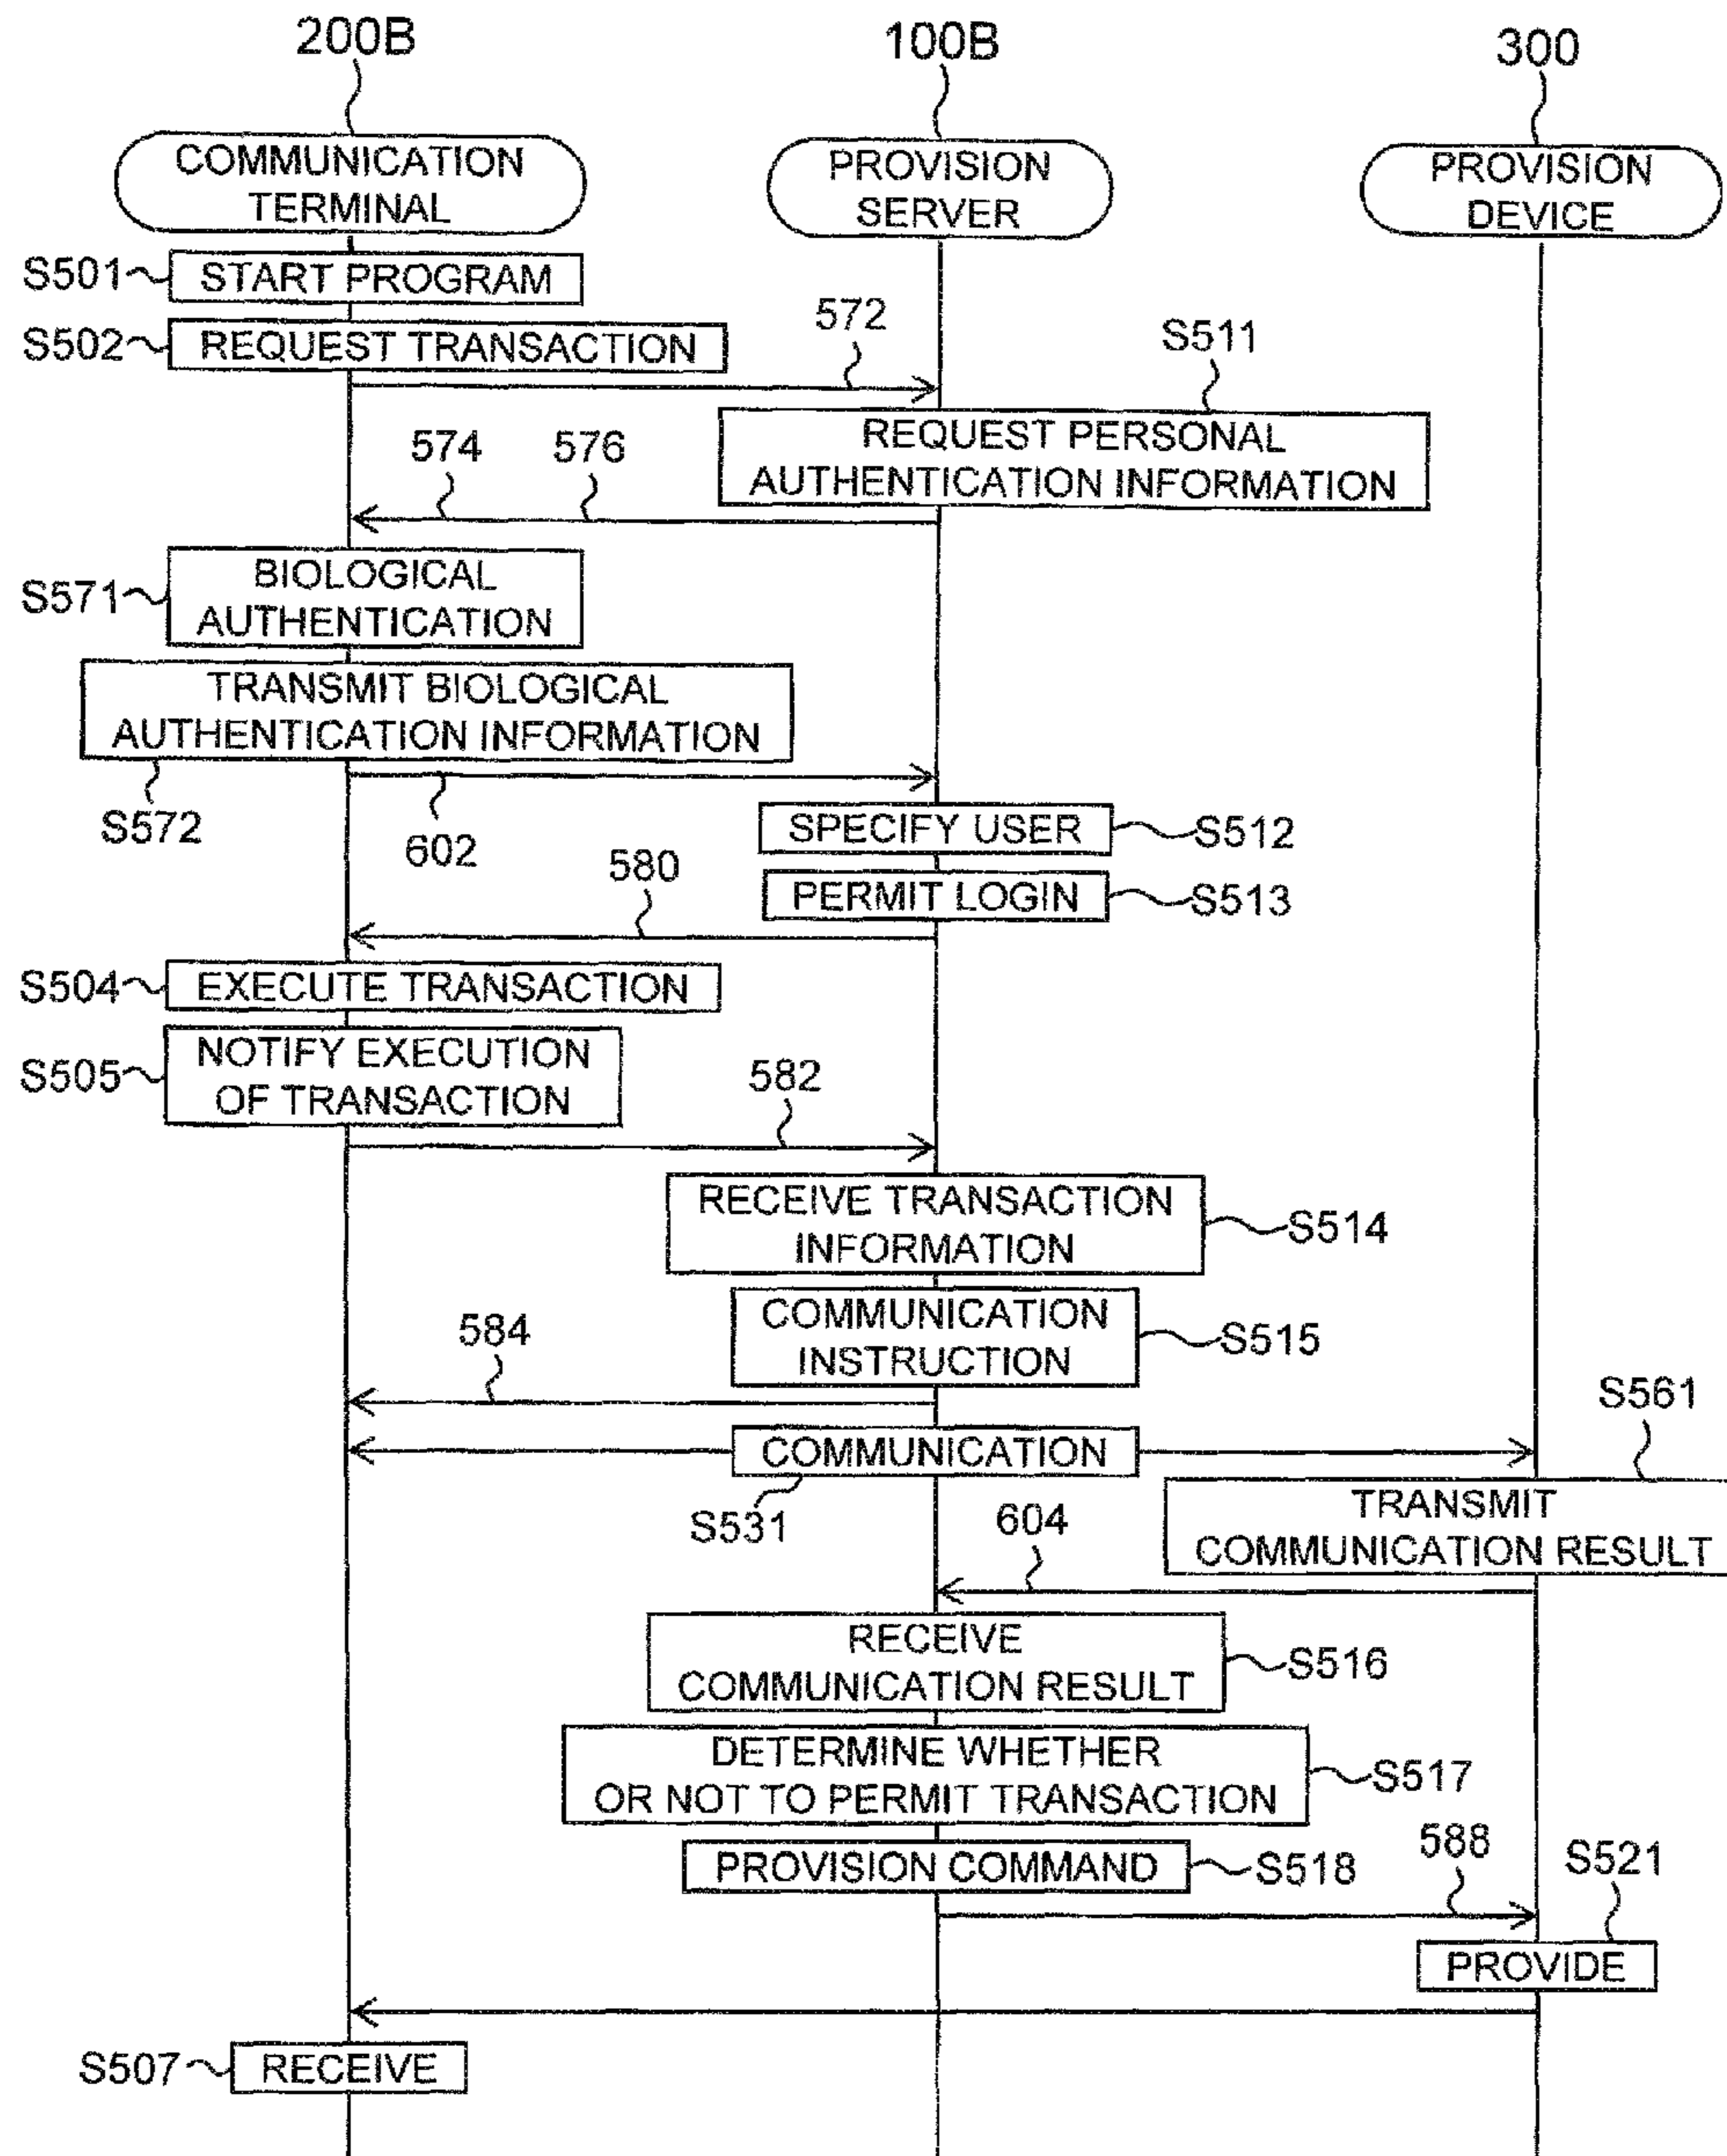 200B
100B
300
COMMUNICATION
TERMINAL
PROVISION
SERVER
PROVISION
DEVICE
S501
START PROGRAM
S502
REQUEST TRANSACTION
572
S511
REQUEST PERSONAL
AUTHENTICATION INFORMATION
574
576
S571
BIOLOGICAL
AUTHENTICATION
TRANSMIT BIOLOGICAL
AUTHENTICATION INFORMATION
S572
602
SPECIFY USER
S512
580
PERMIT LOGIN
S513
S504
EXECUTE TRANSACTION
S505
NOTIFY EXECUTION
OF TRANSACTION
582
RECEIVE TRANSACTION
INFORMATION
S514
COMMUNICATION
INSTRUCTION
S515
584
S561
COMMUNICATION
S531
TRANSMIT
COMMUNICATION RESULT
604
RECEIVE
COMMUNICATION RESULT
S516
DETERMINE WHETHER
OR NOT TO PERMIT TRANSACTION
S517
PROVISION COMMAND
S518
588
S521
PROVIDE
S507
RECEIVE